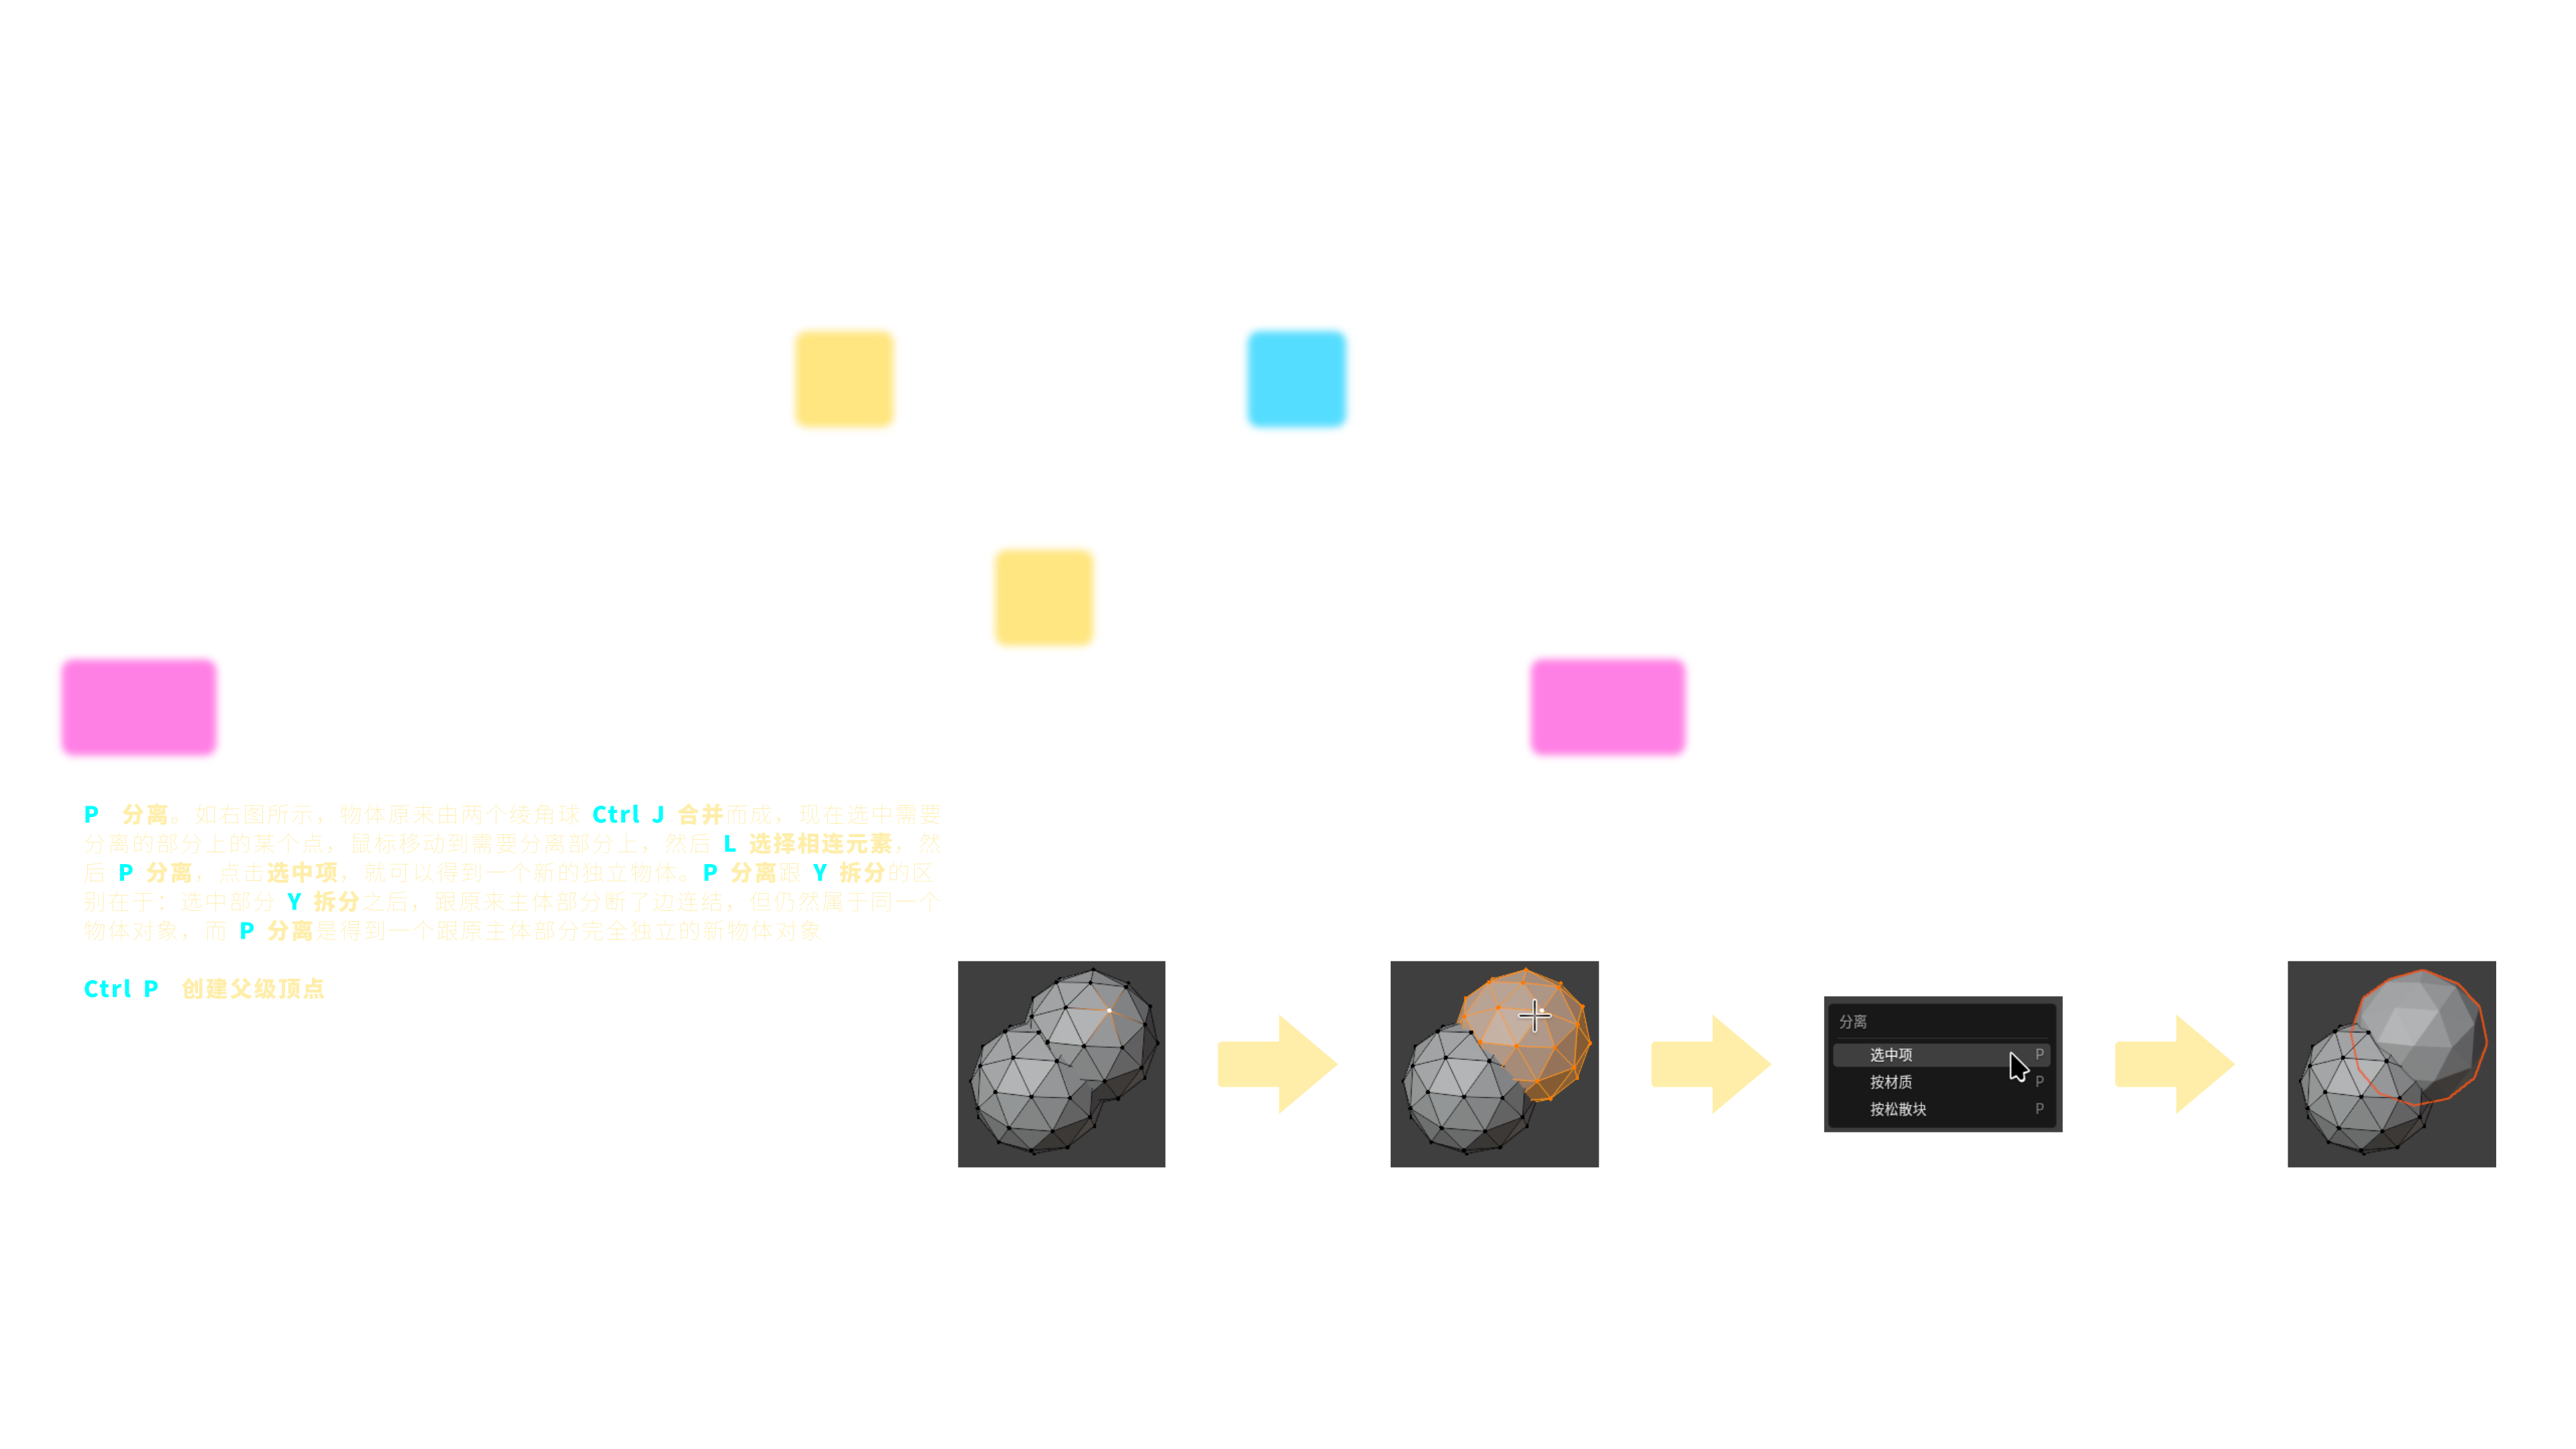 P 分离。如右图所示，物体原来由两个绫角球 Ctrl J 合并而成，现在选中需要
分离的部分上的某个点，鼠标移动到需要分离部分上，然后 L 选择相连元素，然
后 P 分离，点击选中项，就可以得到一个新的独立物体。P 分离跟 Y 拆分的区
别在于：选中部分 Y 拆分之后，跟原来主体部分断了边连结，但仍然属于同一个
物体对象，而 P 分离是得到一个跟原主体部分完全独立的新物体对象
Ctrl P 创建父级顶点
分离
选中项 P
按材质 P
按松散块 P